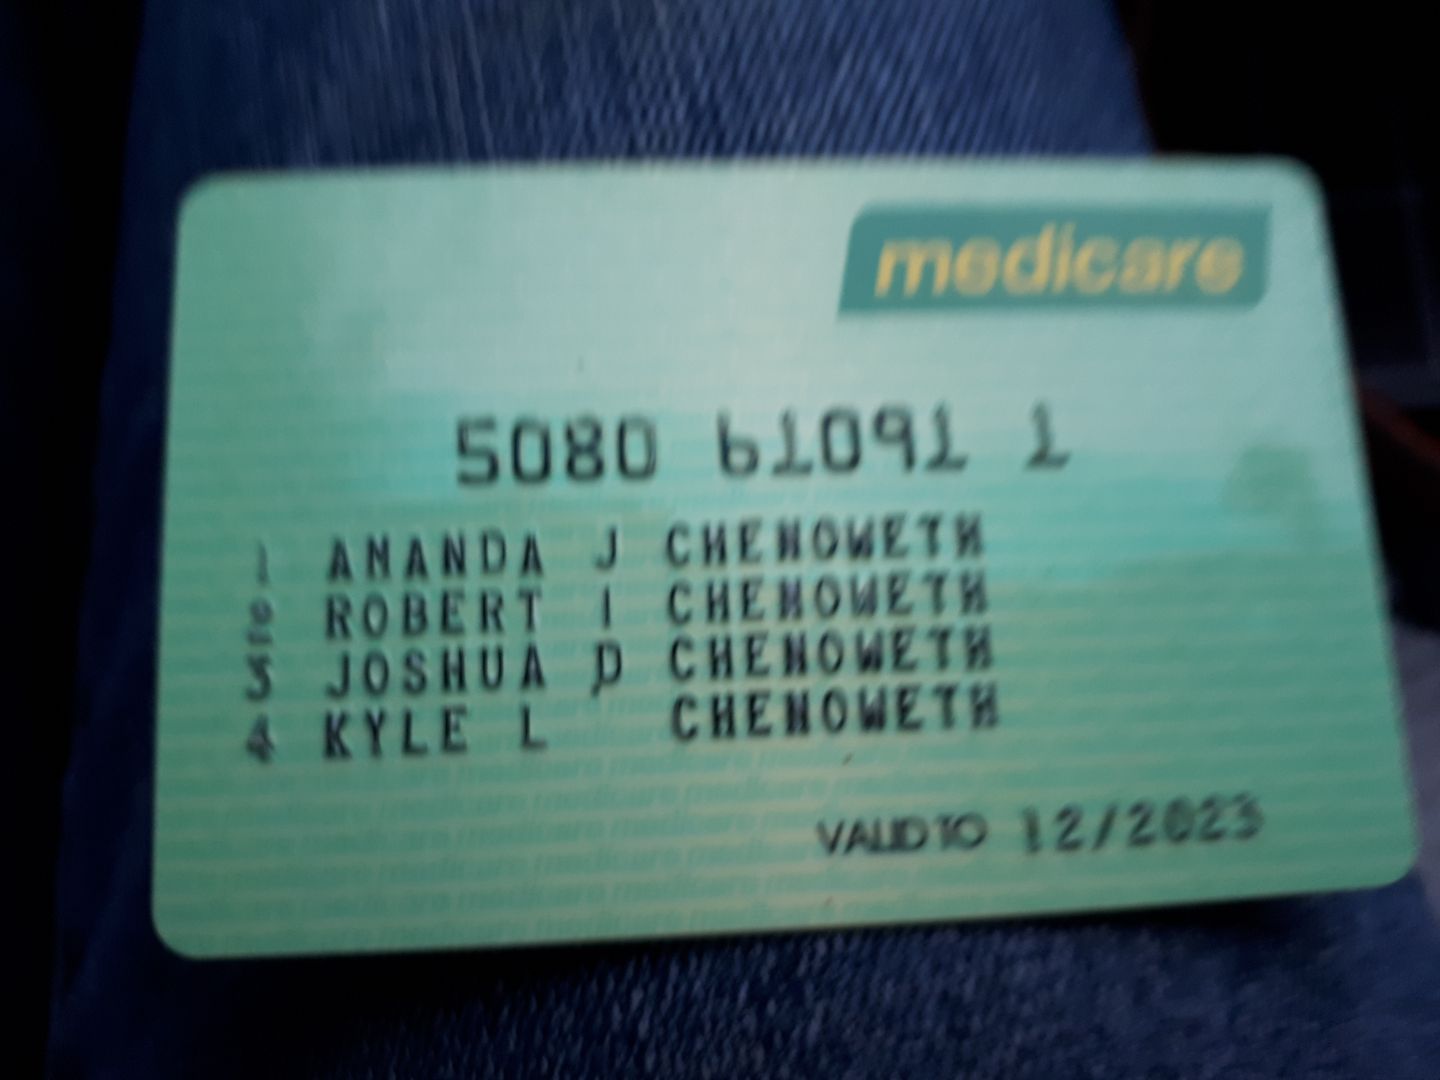 medicare
5080 61091 1
1 AMANDA J CHENOWETH
2 ROBERT I CHENOWETH
3 JOSHUA D CHENOWETH
4 KYLE L CHENOWETH
VALID TO 12/2023